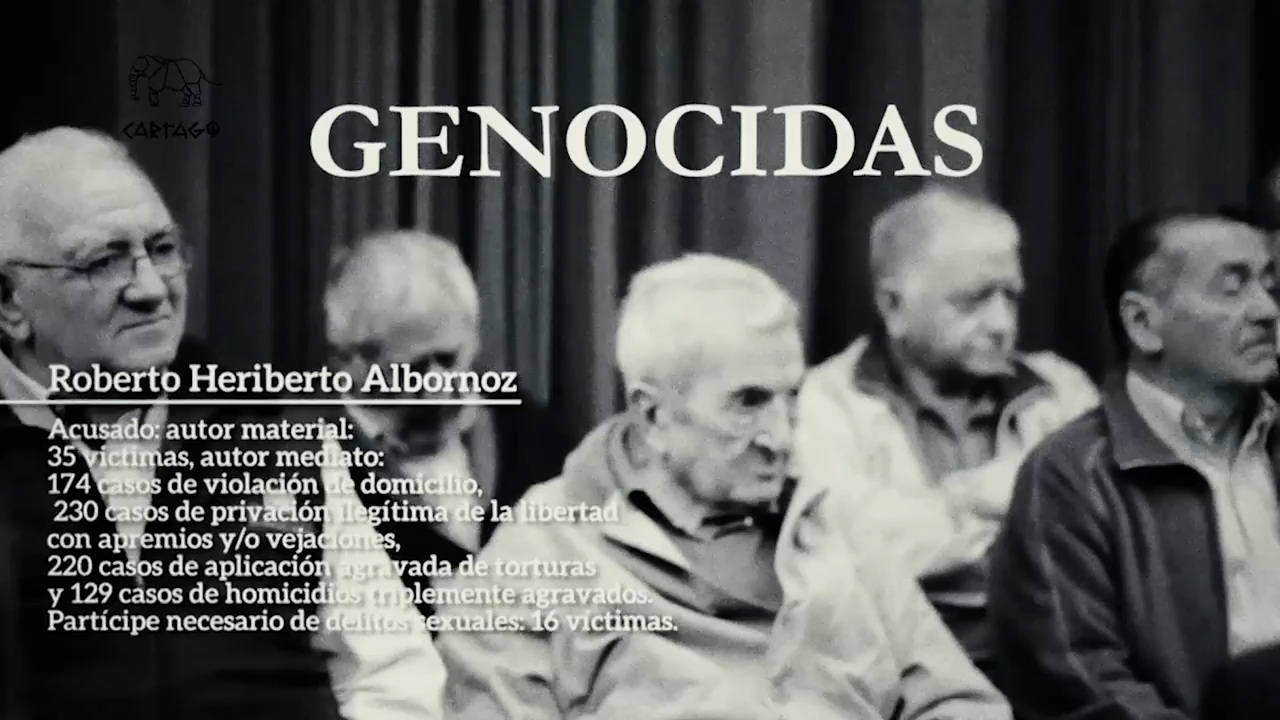 CARTAGO
GENOCIDAS
Roberto Heriberto Albornoz
Acusado: autor material:
35 víctimas, autor mediato:
174 casos de violación de domicilio,
230 casos de privación ilegítima de la libertad
con apremios y/o vejaciones,
220 casos de aplicación agravada de torturas
y 129 casos de homicidios triplemente agravados.
Partícipe necesario de delitos sexuales: 16 víctimas.